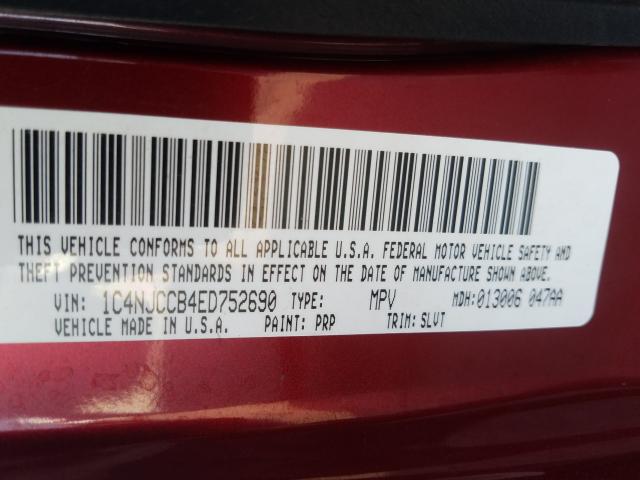 THIS VEHICLE CONFORMS TO ALL APPLICABLE U.S.A. FEDERAL MOTOR VEHICLE SAFETY AND
THEFT PREVENTION STANDARDS IN EFFECT ON THE DATE OF MANUFACTURE SHOWN ABOVE.
VIN: 1C4NJCCB4ED752690 TYPE: MPV MDH:013006 047AA
VEHICLE MADE IN U.S.A. PAINT: PRP TRIM: SLVT